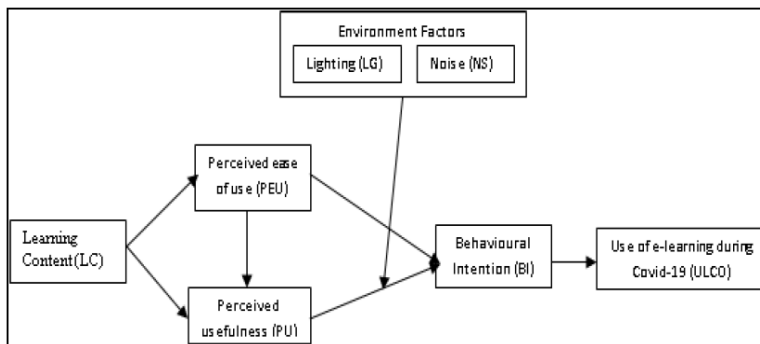 Environment Factors
Lighting (LG)
Noise (NS)
Perceived ease
of use (PEU)
Learning
Content(LC)
Behavioural
Intention (BI)
Use of e-learning during
Covid-19 (ULCO)
Perceived
usefulness (PU)